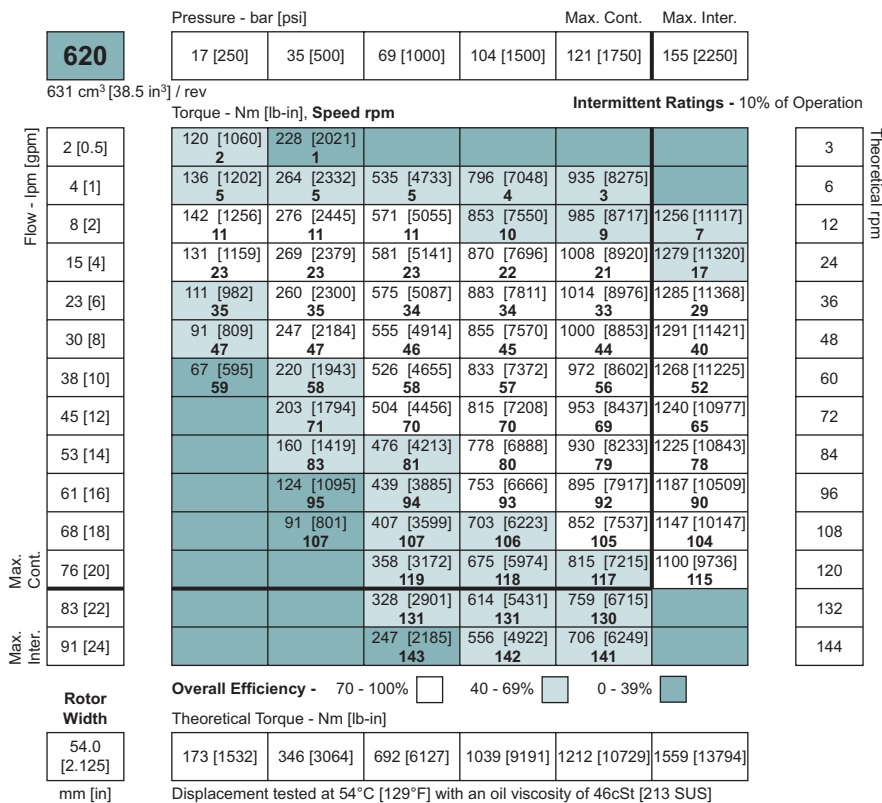 Pressure - bar [psi] Max. Cont. Max. Inter.
620 17 [250] 35 [500] 69 [1000] 104 [1500] 121 [1750] 155 [2250]
631 cm³ [38.5 in³] / rev
Intermittent Ratings - 10% of Operation
Torque - Nm [lb-in], Speed rpm
Flow - lpm [gpm]
Theoretical rpm
2 [0.5] 120 [1060] 228 [2021] 3
2 1
4 [1] 136 [1202] 264 [2332] 535 [4733] 796 [7048] 935 [8275] 6
5 5 5 4 3
8 [2] 142 [1256] 276 [2445] 571 [5055] 853 [7550] 985 [8717] 1256 [11117] 12
11 11 11 10 9 7
15 [4] 131 [1159] 269 [2379] 581 [5141] 870 [7696] 1008 [8920] 1279 [11320] 24
23 23 23 22 21 17
23 [6] 111 [982] 260 [2300] 575 [5087] 883 [7811] 1014 [8976] 1285 [11368] 36
35 35 34 34 33 29
30 [8] 91 [809] 247 [2184] 555 [4914] 855 [7570] 1000 [8853] 1291 [11421] 48
47 47 46 45 44 40
38 [10] 67 [595] 220 [1943] 526 [4655] 833 [7372] 972 [8602] 1268 [11225] 60
59 58 58 57 56 52
45 [12] 203 [1794] 504 [4456] 815 [7208] 953 [8437] 1240 [10977] 72
71 70 70 69 65
53 [14] 160 [1419] 476 [4213] 778 [6888] 930 [8233] 1225 [10843] 84
83 81 80 79 78
61 [16] 124 [1095] 439 [3885] 753 [6666] 895 [7917] 1187 [10509] 96
95 94 93 92 90
68 [18] 91 [801] 407 [3599] 703 [6223] 852 [7537] 1147 [10147] 108
107 107 106 105 104
Max. Cont.
76 [20] 358 [3172] 675 [5974] 815 [7215] 1100 [9736] 120
119 118 117 115
83 [22] 328 [2901] 614 [5431] 759 [6715] 132
131 131 130
Max. Inter.
91 [24] 247 [2185] 556 [4922] 706 [6249] 144
143 142 141
Overall Efficiency - 70 - 100% 40 - 69% 0 - 39%
Rotor
Width
Theoretical Torque - Nm [lb-in]
54.0
[2.125]
173 [1532] 346 [3064] 692 [6127] 1039 [9191] 1212 [10729] 1559 [13794]
mm [in] Displacement tested at 54°C [129°F] with an oil viscosity of 46cSt [213 SUS]